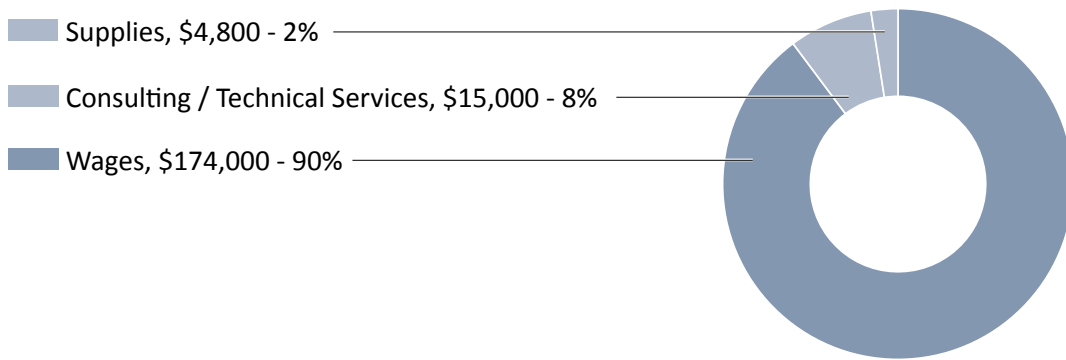 Supplies, $4,800 - 2%
Consulting / Technical Services, $15,000 - 8%
Wages, $174,000 - 90%